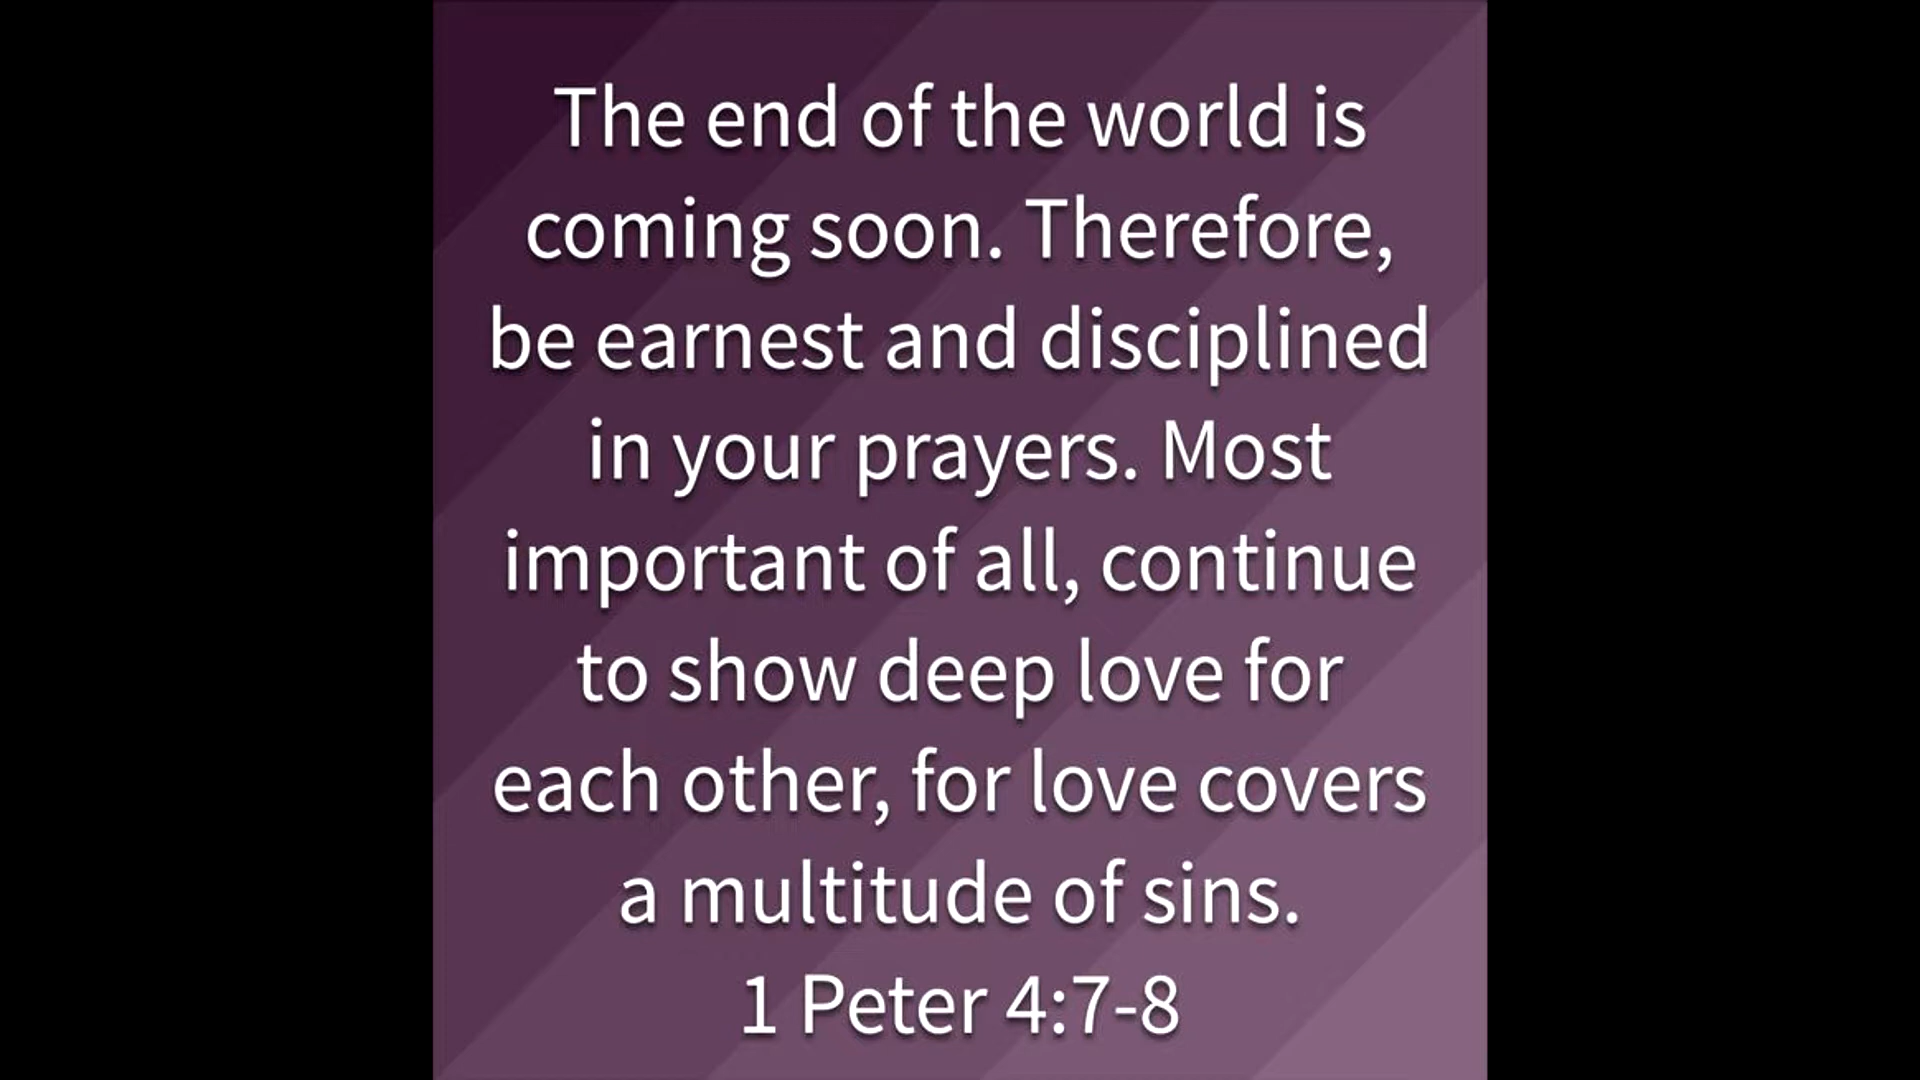 The end of the world is
coming soon. Therefore,
be earnest and disciplined
in your prayers. Most
important of all, continue
to show deep love for
each other, for love covers
a multitude of sins.
1 Peter 4:7-8